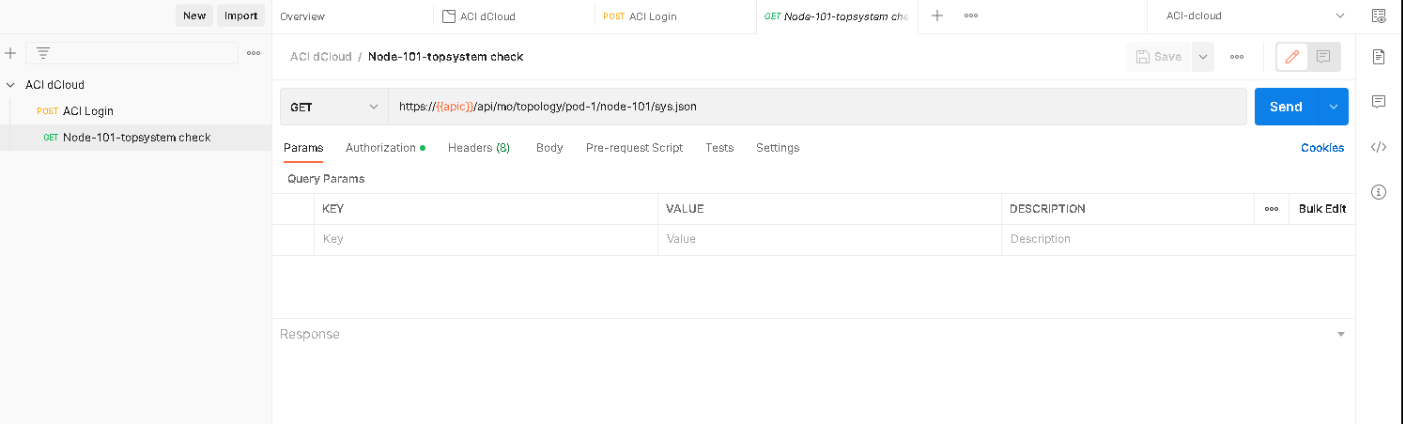 New Import Overview ACI dCloud POST ACI Login GET Node-101-topsystem che + ooo ACI-dcloud
+ ooo ACI dCloud / Node-101-topsystem check Save ooo
ACI dCloud
POST ACI Login GET https://{{apic}}/api/mo/topology/pod-1/node-101/sys.json Send
GET Node-101-topsystem check
Params Authorization Headers (8) Body Pre-request Script Tests Settings Cookies
Query Params
KEY VALUE DESCRIPTION ooo Bulk Edit
Key Value Description
Response